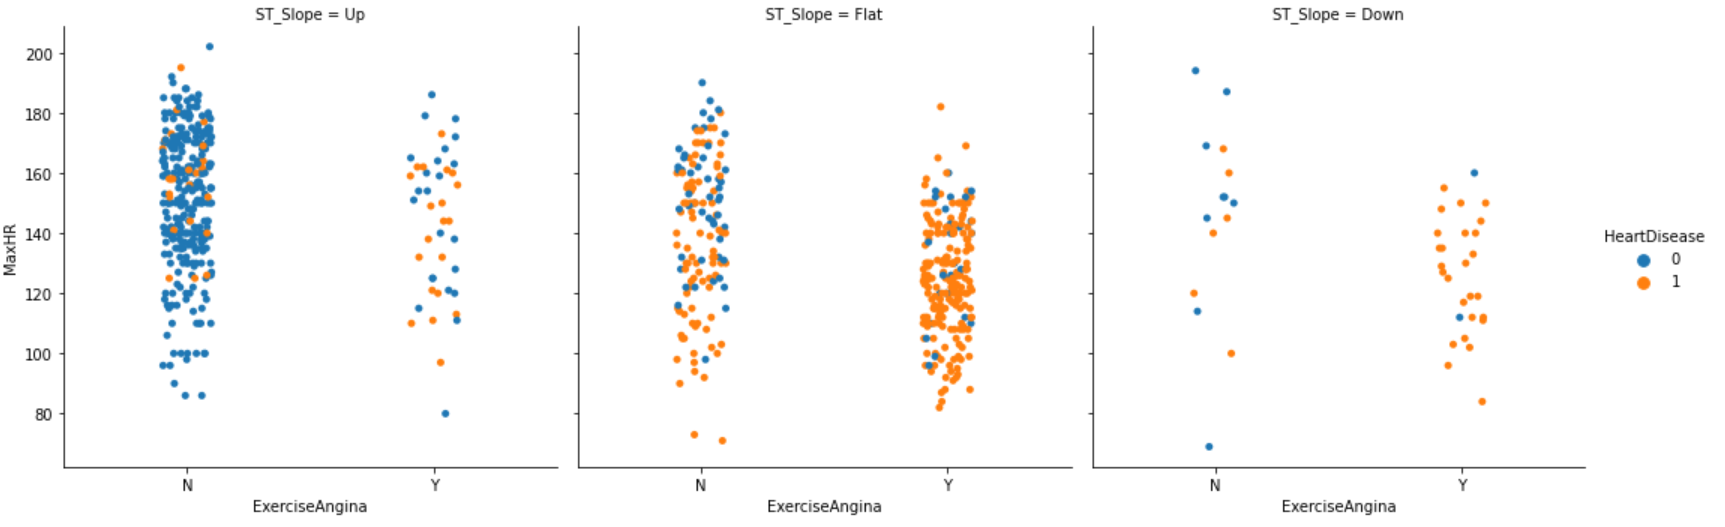 ST_Slope = Up
ST_Slope = Flat
ST_Slope = Down
MaxHR
200
180
160
140
120
100
80
N
Y
ExerciseAngina
N
Y
ExerciseAngina
N
Y
ExerciseAngina
HeartDisease
0
1